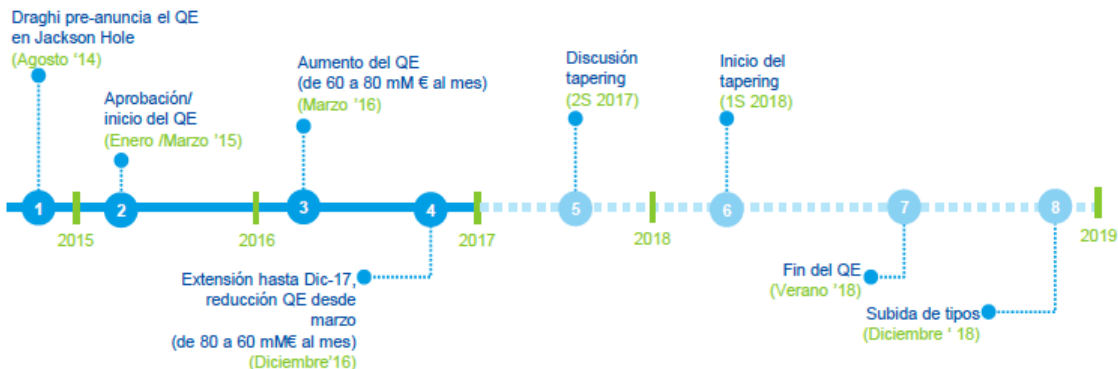 Draghi pre-anuncia el QE
en Jackson Hole
(Agosto '14)
Aprobación/
inicio del QE
(Enero /Marzo '15)
Aumento del QE
(de 60 a 80 mM € al mes)
(Marzo '16)
Discusión
tapering
(2S 2017)
Inicio del
tapering
(1S 2018)
1
2
3
4
5
6
7
8
2015
2016
2017
2018
2019
Extensión hasta Dic-17,
reducción QE desde
marzo
(de 80 a 60 mM€ al mes)
(Diciembre'16)
Fin del QE
(Verano '18)
Subida de tipos
(Diciembre ' 18)